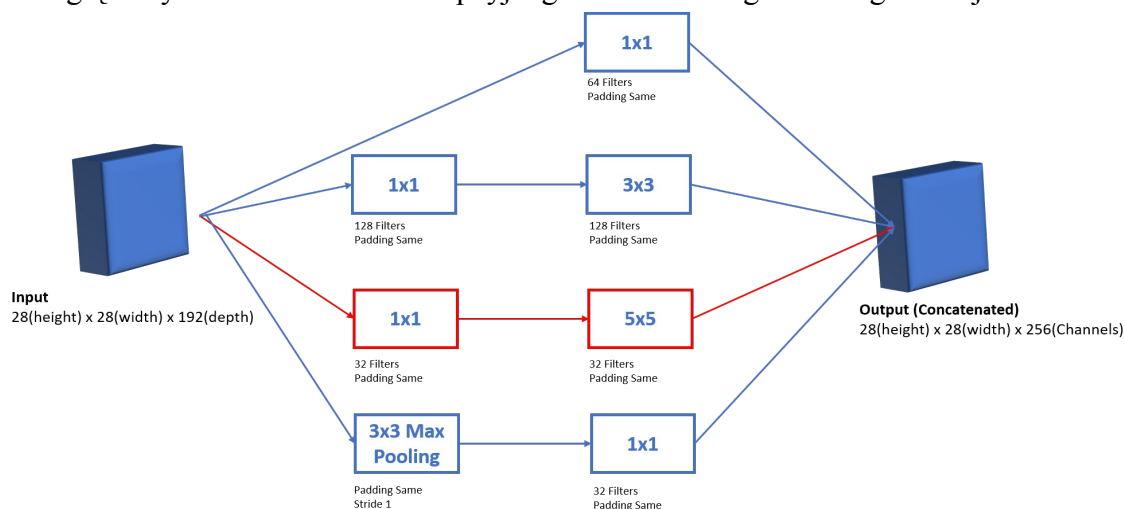 1x1
64 Filters
Padding Same
1x1
128 Filters
Padding Same
3x3
128 Filters
Padding Same
Input
28(height) x 28(width) x 192(depth)
1x1
32 Filters
Padding Same
5x5
32 Filters
Padding Same
Output (Concatenated)
28(height) x 28(width) x 256(Channels)
3x3 Max
Pooling
Padding Same
Stride 1
1x1
32 Filters
Padding Same